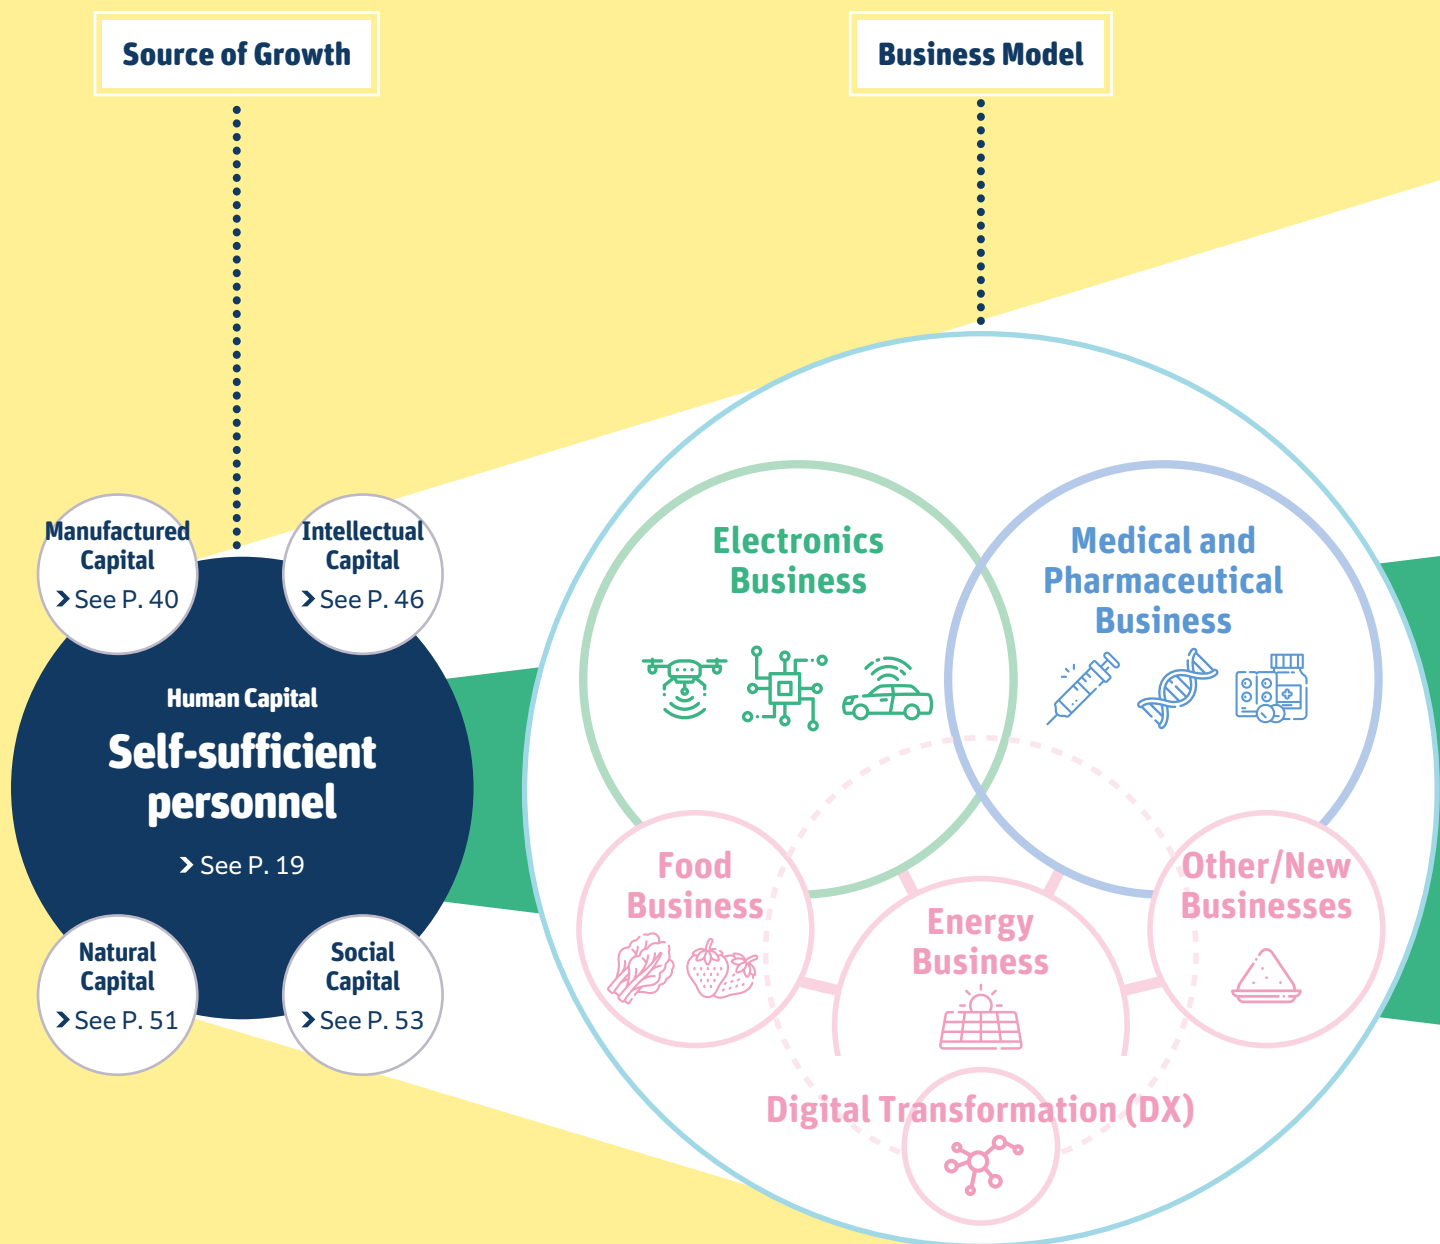 Source of Growth
Business Model
Manufactured
Capital
See P. 40
Intellectual
Capital
See P. 46
Human Capital
Self-sufficient
personnel
See P. 19
Natural
Capital
See P. 51
Social
Capital
See P. 53
Electronics
Business
Medical and
Pharmaceutical
Business
Food
Business
Energy
Business
Other/New
Businesses
Digital Transformation (DX)